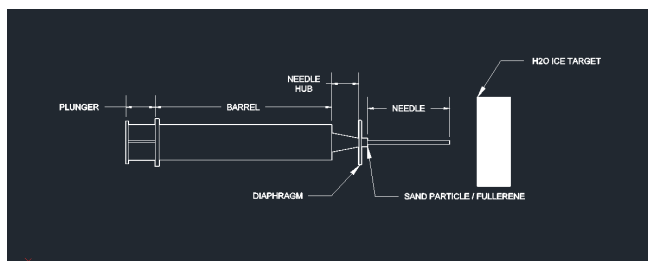 H2O ICE TARGET
NEEDLE
HUB
PLUNGER
BARREL
NEEDLE
DIAPHRAGM
SAND PARTICLE / FULLERENE